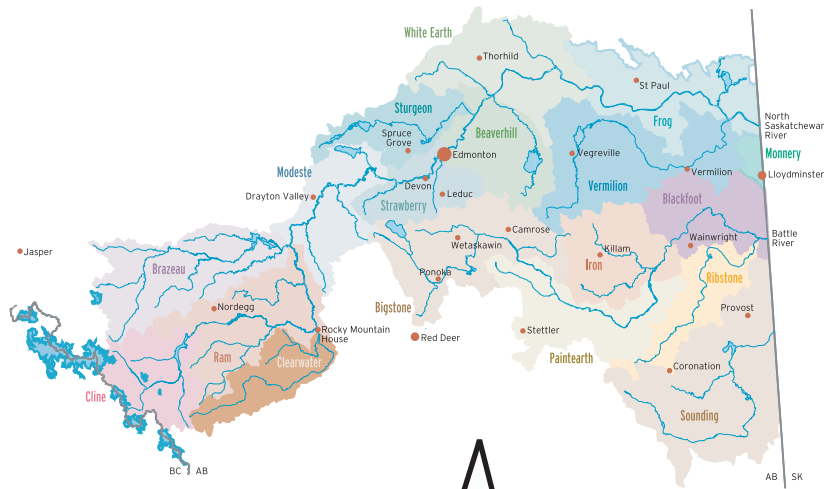 White Earth
Thorhild
St Paul
Sturgeon
Spruce
Grove
Beaverhill
Frog
North
Saskatchewan
River
Edmonton
Vegreville
Monnery
Modeste
Vermilion
Lloydminster
Devon
Vermilion
Drayton Valley
Leduc
Strawberry
Blackfoot
Camrose
Wetaskawin
Wainwright
Battle
River
Jasper
Killam
Brazeau
Iron
Ponoka
Ribstone
Nordegg
Bigstone
Provost
Rocky Mountain
House
Red Deer
Stettler
Ram
Clearwater
Paintearth
Coronation
Cline
Sounding
BC
AB
AB
SK